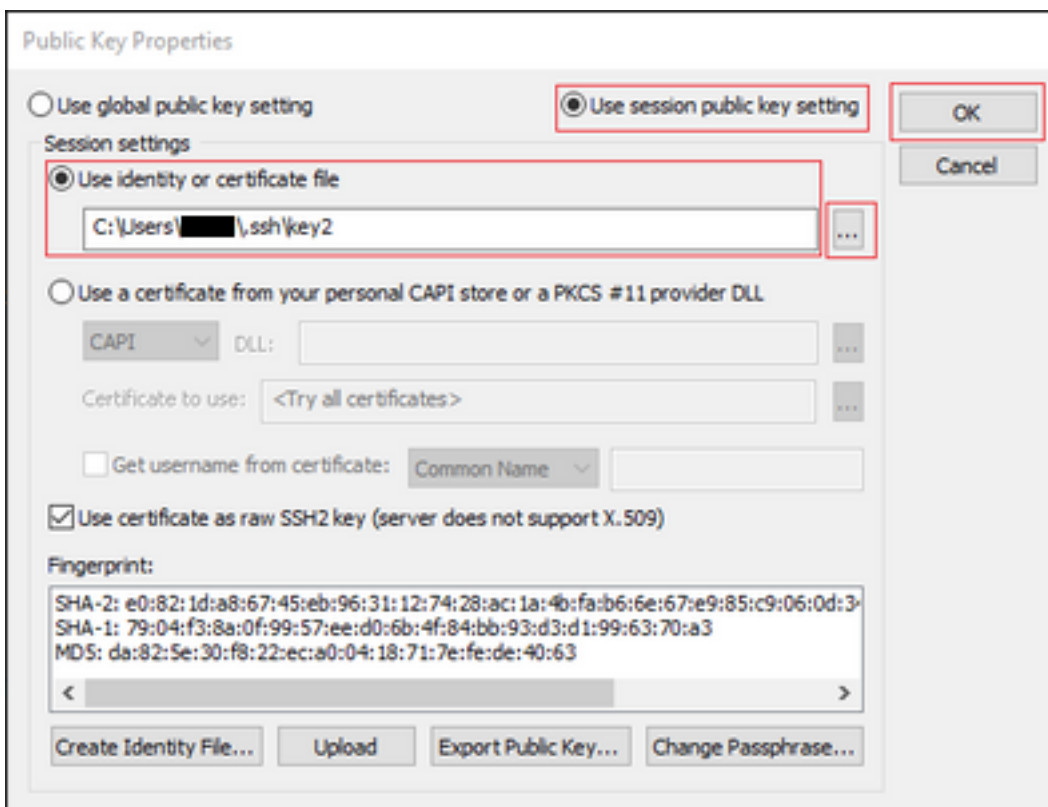 Public Key Properties
Use global public key setting
Use session public key setting
OK
Session settings
Cancel
Use identity or certificate file
C:\Users\ \.ssh\key2
...
Use a certificate from your personal CAPI store or a PKCS #11 provider DLL
CAPI
DLL:
...
Certificate to use:
<Try all certificates>
...
Get username from certificate:
Common Name
Use certificate as raw SSH2 key (server does not support X.509)
Fingerprint:
SHA-2: e0:82:1d:a8:67:45:eb:96:31:12:74:28:ac:1a:4b:fa:b6:6e:67:e9:85:c9:06:0d:3
SHA-1: 79:04:f3:8a:0f:99:57:ee:d0:6b:4f:84:bb:93:d3:d1:99:63:70:a3
MD5: da:82:5e:30:f8:22:ec:a0:04:18:71:7e:fe:de:40:63
Create Identity File...
Upload
Export Public Key...
Change Passphrase...